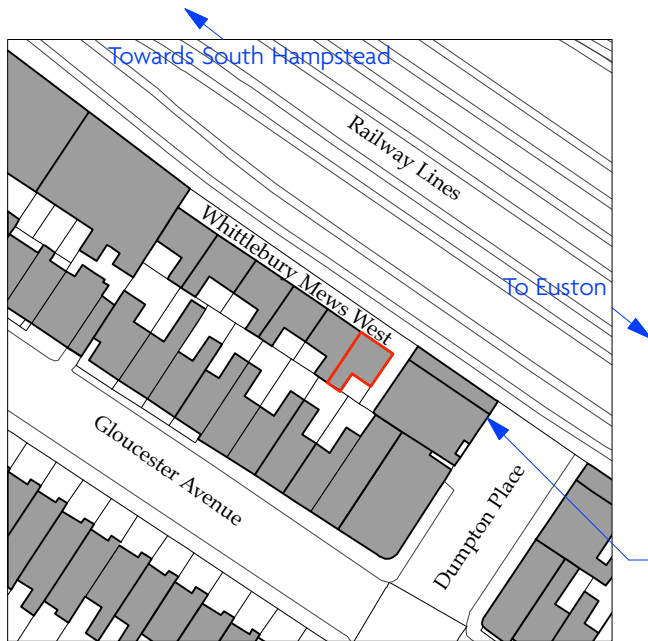 Towards South Hampstead
Railway Lines
Whittlebury Mews West
To Euston
Gloucester Avenue
Dumpton Place